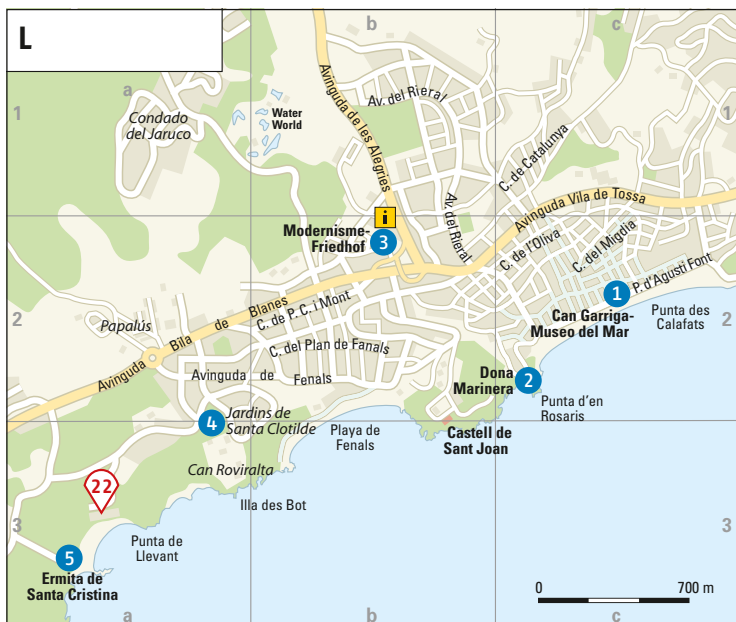 L
a
b
c
1
1
Condado
del Jaruco
Water
World
Avinguda de les Alegries
Av. del Rieral
C. de Catalunya
Av. del Rieral
Avinguda Vila de Tossa
i
Modernisme-
Friedhof
3
C. de l'Oliva
C. del Migdia
P. d'Agusti Font
1
Can Garriga-
Museo del Mar
Punta des
Calafats
2
2
Papalús
Avinguda Bila de Blanes
C. de P. C. i Mont
C. del Plan de Fanals
Avinguda de Fenals
Dona
Marinera
2
Punta d'en
Rosaris
4
Jardins de
Santa Clotilde
Playa de
Fenals
Castell de
Sant Joan
Can Roviralta
22
Illa des Bot
3
3
Punta de
Llevant
5
Ermita de
Santa Cristina
0
700 m
a
b
c